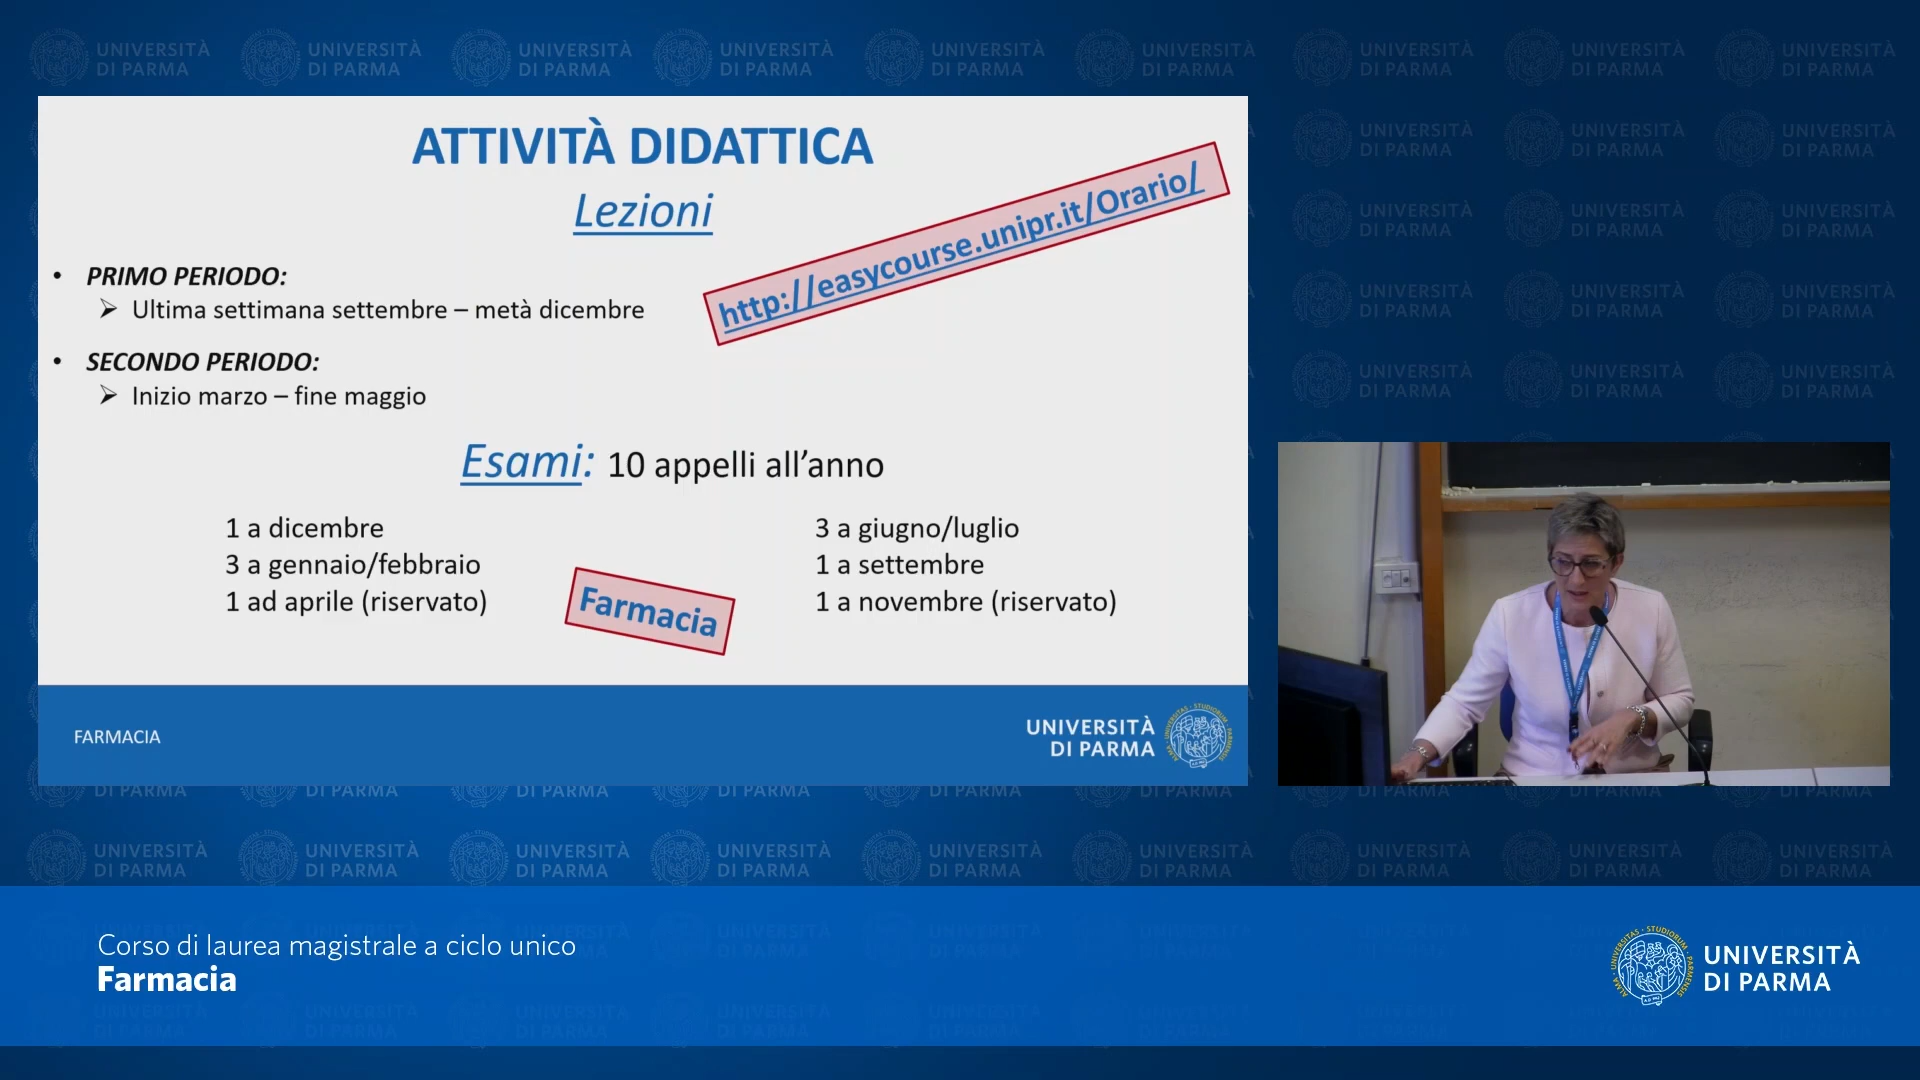 ATTIVITÀ DIDATTICA
Lezioni
http://easycourse.unipr.it/Orario/
• PRIMO PERIODO:
➢ Ultima settimana settembre – metà dicembre
• SECONDO PERIODO:
➢ Inizio marzo – fine maggio
Esami: 10 appelli all’anno
1 a dicembre
3 a gennaio/febbraio
1 ad aprile (riservato)
Farmacia
3 a giugno/luglio
1 a settembre
1 a novembre (riservato)
FARMACIA
UNIVERSITÀ
DI PARMA
Corso di laurea magistrale a ciclo unico
Farmacia
UNIVERSITÀ
DI PARMA